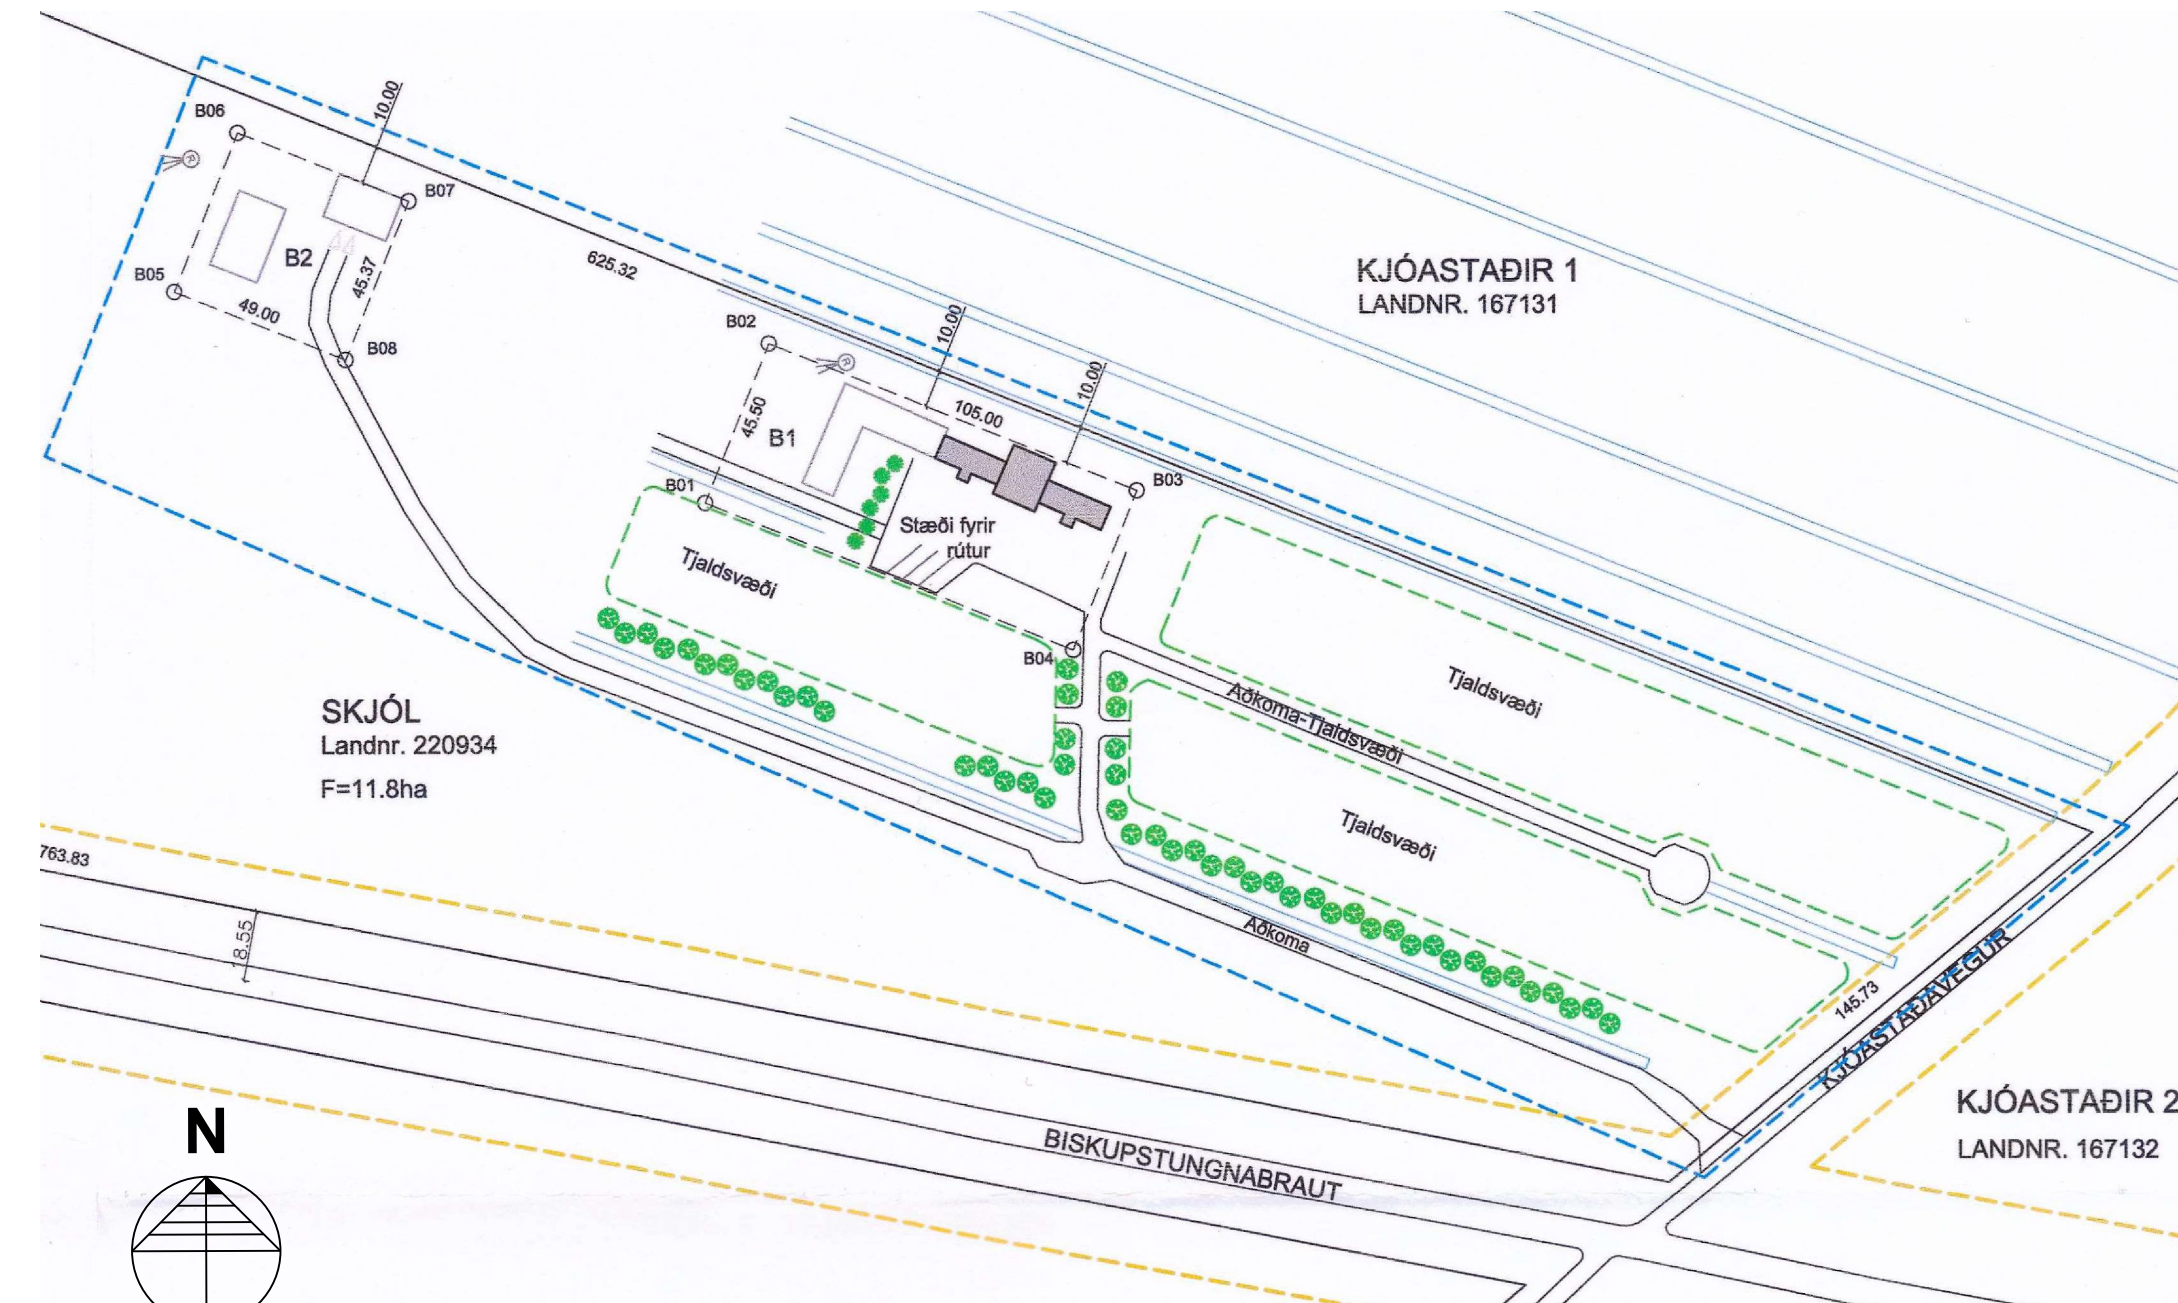 10.00
B06
B07
B2
45.37
B05
49.00
B08
625.32
KJÓASTAÐIR 1
LANDNR. 167131
B02
10.00
10.00
105.00
45.50
B1
B01
B03
Stæði fyrir
rútur
Tjaldsvæði
B04
Tjaldsvæði
Aðkoma-Tjaldsvæði
SKJÓL
Landnr. 220934
F=11.8ha
Tjaldsvæði
763.83
18.55
Aðkoma
145.73
KJÓASTAÐAVEGUR
KJÓASTAÐIR 2
LANDNR. 167132
BISKUPSTUNGNABRAUT
N
R
R